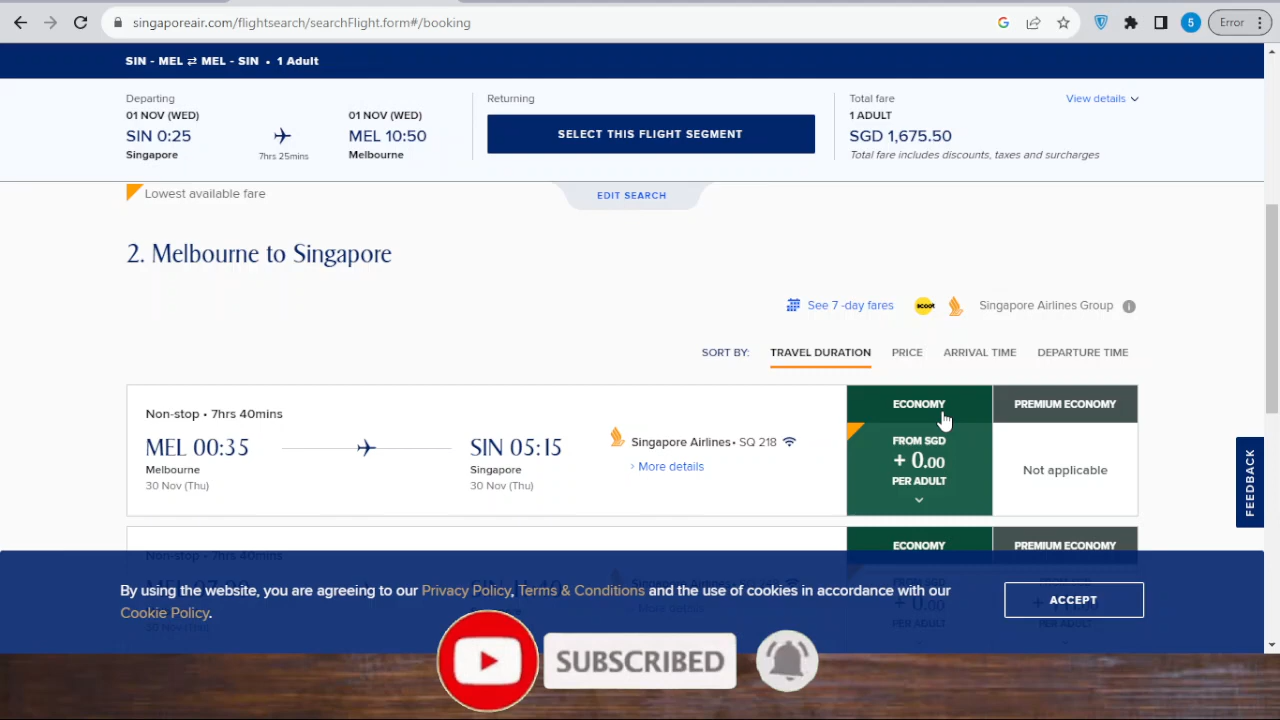 singaporeair.com/flightsearch/searchFlight.form#/booking
G
5
Error
SIN - MEL ⇄ MEL - SIN • 1 Adult
Departing
01 NOV (WED)
SIN 0:25
Singapore
7hrs 25mins
01 NOV (WED)
MEL 10:50
Melbourne
Returning
SELECT THIS FLIGHT SEGMENT
Total fare
View details
1 ADULT
SGD 1,675.50
Total fare includes discounts, taxes and surcharges
Lowest available fare
EDIT SEARCH
2. Melbourne to Singapore
See 7 -day fares
scoot
Singapore Airlines Group
SORT BY: TRAVEL DURATION PRICE ARRIVAL TIME DEPARTURE TIME
Non-stop • 7hrs 40mins
MEL 00:35
Melbourne
30 Nov (Thu)
SIN 05:15
Singapore
30 Nov (Thu)
Singapore Airlines • SQ 218
More details
ECONOMY
FROM SGD
+ 0.00
PER ADULT
PREMIUM ECONOMY
Not applicable
FEEDBACK
Non-stop • 7hrs 40mins
ECONOMY
PREMIUM ECONOMY
By using the website, you are agreeing to our Privacy Policy, Terms & Conditions and the use of cookies in accordance with our
Cookie Policy.
ACCEPT
SUBSCRIBED